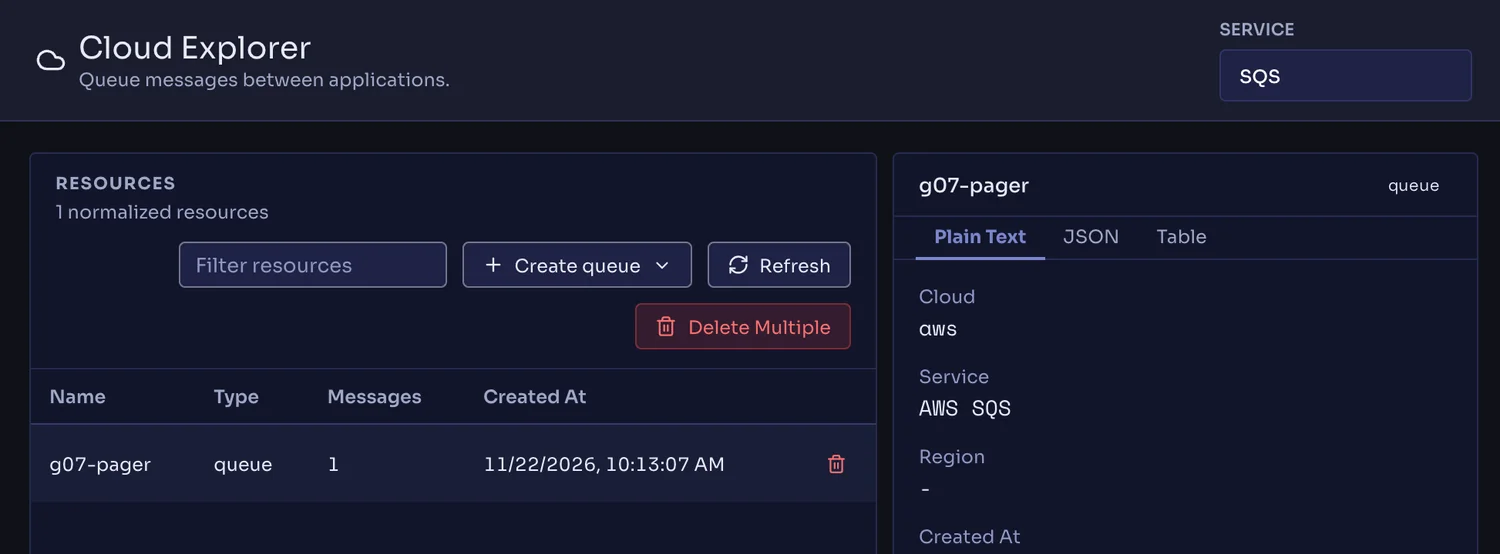 Cloud Explorer
Queue messages between applications.
SERVICE
SQS
RESOURCES
1 normalized resources
Filter resources
Create queue
Refresh
Delete Multiple
Name Type Messages Created At
g07-pager queue 1 11/22/2026, 10:13:07 AM
g07-pager queue
Plain Text JSON Table
Cloud
aws
Service
AWS SQS
Region
-
Created At